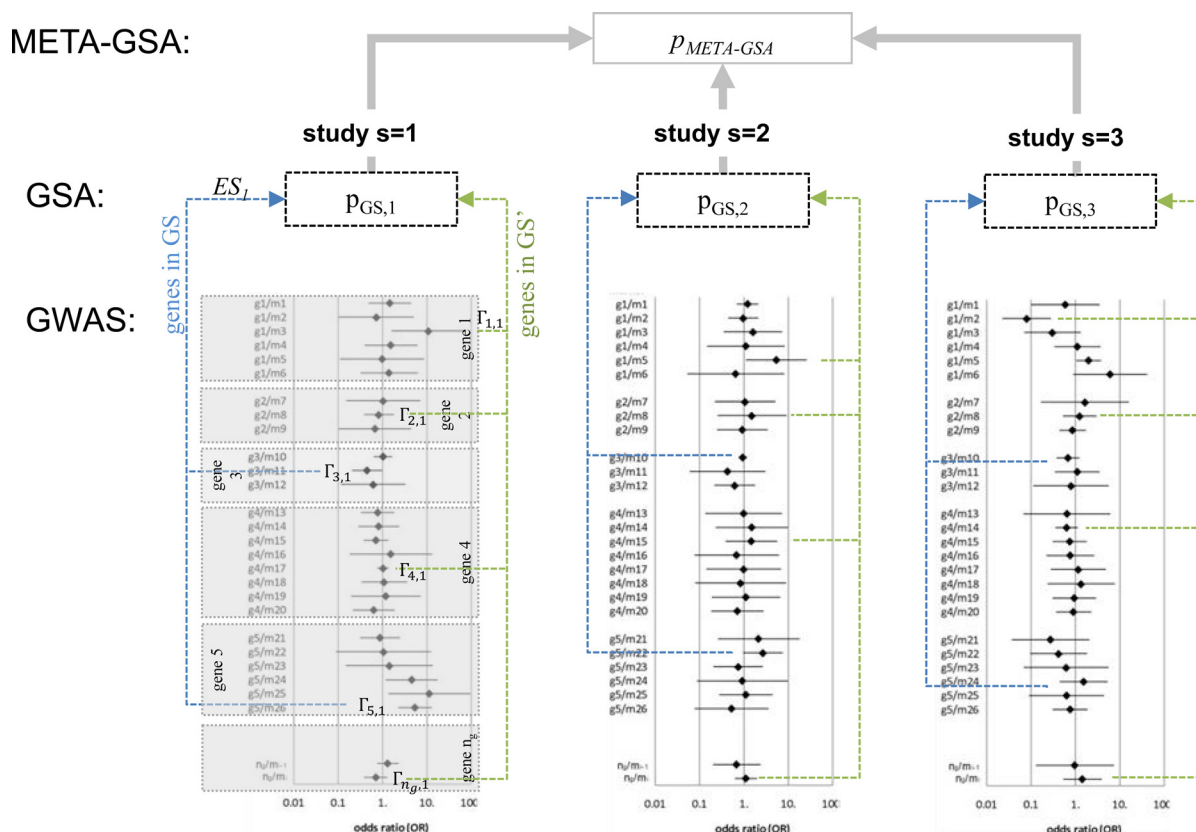 META-GSA:
p_META-GSA
study s=1
study s=2
study s=3
GSA:
ES_1
p_GS,1
p_GS,2
p_GS,3
genes in GS
genes in GS'
GWAS:
g1/m1
g1/m2
g1/m3
g1/m4
g1/m5
g1/m6
gene 1
Γ_1,1
g2/m7
g2/m8
g2/m9
gene 2
Γ_2,1
g3/m10
g3/m11
g3/m12
gene 3
Γ_3,1
g4/m13
g4/m14
g4/m15
g4/m16
g4/m17
g4/m18
g4/m19
g4/m20
gene 4
Γ_4,1
g5/m21
g5/m22
g5/m23
g5/m24
g5/m25
g5/m26
gene 5
Γ_5,1
gene n_g
Γ_n_g,1
0.01 0.1 1. 10. 100
odds ratio (OR)
g1/m1
g1/m2
g1/m3
g1/m4
g1/m5
g1/m6
g2/m7
g2/m8
g2/m9
g3/m10
g3/m11
g3/m12
g4/m13
g4/m14
g4/m15
g4/m16
g4/m17
g4/m18
g4/m19
g4/m20
g5/m21
g5/m22
g5/m23
g5/m24
g5/m25
g5/m26
0.01 0.1 1. 10. 100
odds ratio (OR)
g1/m1
g1/m2
g1/m3
g1/m4
g1/m5
g1/m6
g2/m7
g2/m8
g2/m9
g3/m10
g3/m11
g3/m12
g4/m13
g4/m14
g4/m15
g4/m16
g4/m17
g4/m18
g4/m19
g4/m20
g5/m21
g5/m22
g5/m23
g5/m24
g5/m25
g5/m26
0.01 0.1 1. 10. 100
odds ratio (OR)